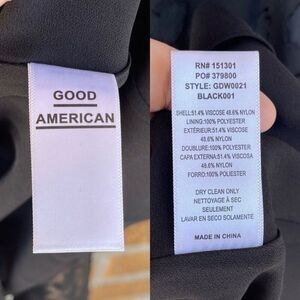 GOOD
AMERICAN
RN# 151301
PO# 379800
STYLE: GDW0021
BLACK001
SHELL:51.4% VISCOSE 48.6% NYLON
LINING:100% POLYESTER
EXTÉRIEUR:51.4% VISCOSE
48.6% NYLON
DOUBLURE:100% POLYESTER
CAPA EXTERNA:51.4% VISCOSA
48.6% NYLON
FORRO:100% POLYESTER
DRY CLEAN ONLY
NETTOYAGE À SEC
SEULEMENT
LAVAR EN SECO SOLAMENTE
MADE IN CHINA